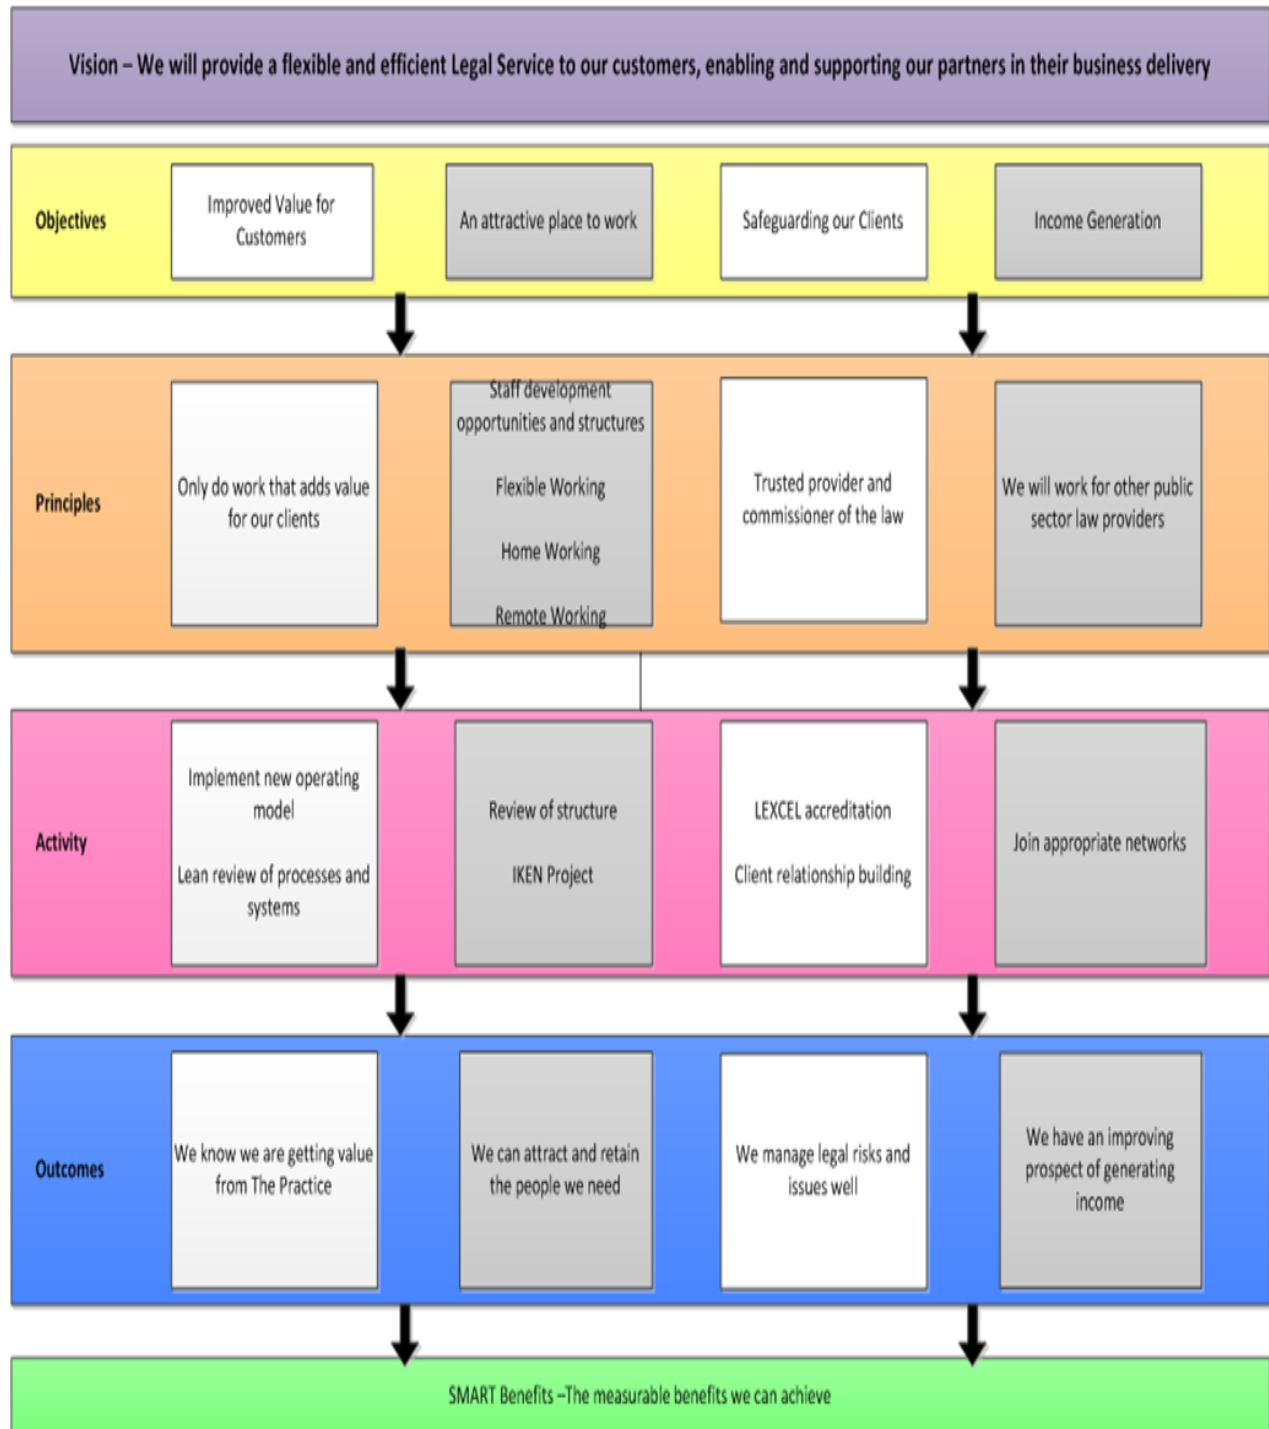 Vision – We will provide a flexible and efficient Legal Service to our customers, enabling and supporting our partners in their business delivery
Objectives
Improved Value for
Customers
An attractive place to work
Safeguarding our Clients
Income Generation
Principles
Only do work that adds value
for our clients
Staff development
opportunities and structures
Flexible Working
Home Working
Remote Working
Trusted provider and
commissioner of the law
We will work for other public
sector law providers
Activity
Implement new operating
model
Lean review of processes and
systems
Review of structure
IKEN Project
LEXCEL accreditation
Client relationship building
Join appropriate networks
Outcomes
We know we are getting value
from The Practice
We can attract and retain
the people we need
We manage legal risks and
issues well
We have an improving
prospect of generating
income
SMART Benefits –The measurable benefits we can achieve